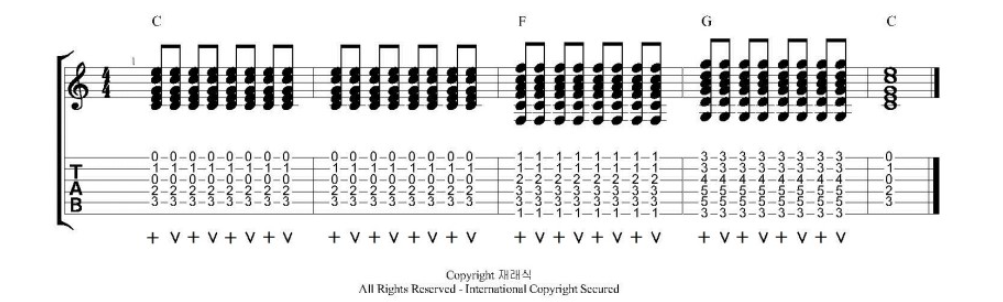 C F G C
4
4
1
T 0-0-0-0-0-0-0-0 0-0-0-0-0-0-0-0 1-1-1-1-1-1-1-1 3-3-3-3-3-3-3-3 0
1-1-1-1-1-1-1-1 1-1-1-1-1-1-1-1 1-1-1-1-1-1-1-1 3-3-3-3-3-3-3-3 1
A 0-0-0-0-0-0-0-0 0-0-0-0-0-0-0-0 2-2-2-2-2-2-2-2 4-4-4-4-4-4-4-4 0
2-2-2-2-2-2-2-2 2-2-2-2-2-2-2-2 3-3-3-3-3-3-3-3 5-5-5-5-5-5-5-5 2
B 3-3-3-3-3-3-3-3 3-3-3-3-3-3-3-3 3-3-3-3-3-3-3-3 5-5-5-5-5-5-5-5 3
1-1-1-1-1-1-1-1 3-3-3-3-3-3-3-3
+ V + V + V + V + V + V + V + V + V + V + V + V + V + V + V + V
Copyright 재래식
All Rights Reserved - International Copyright Secured